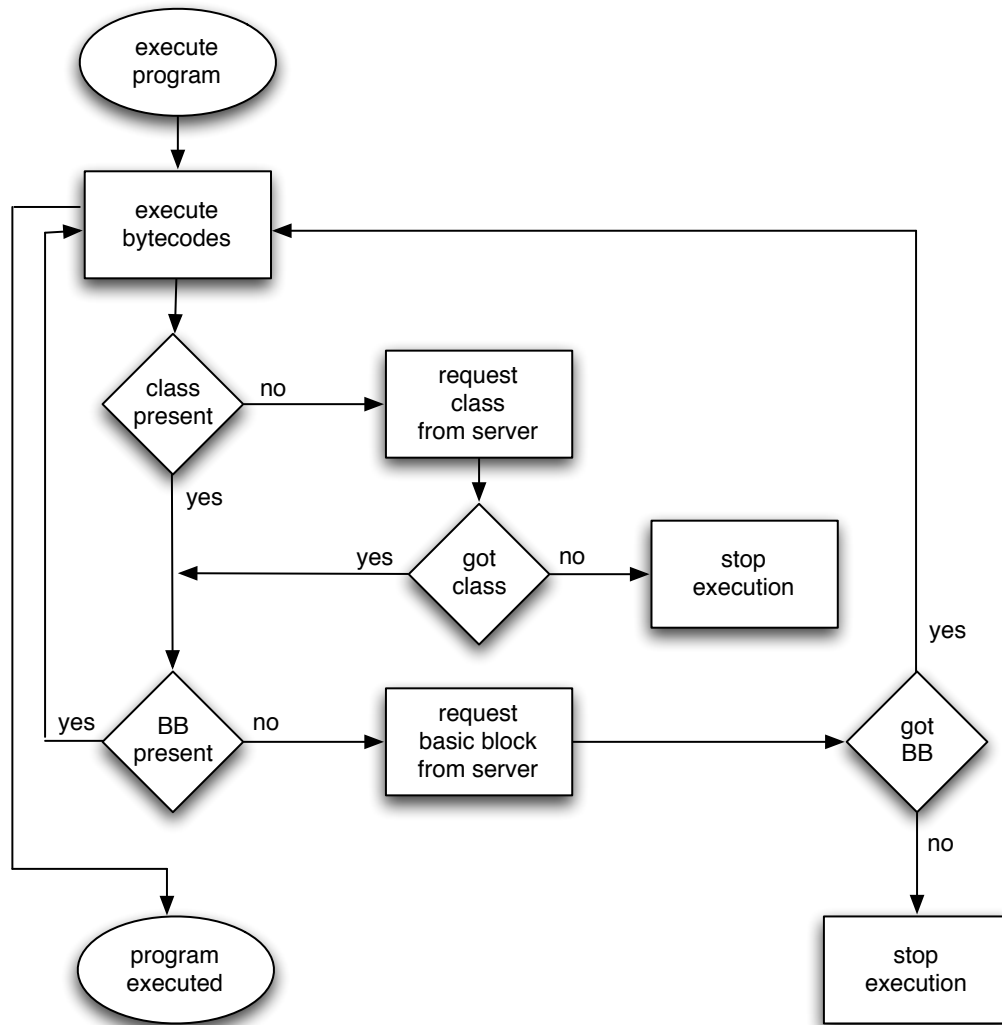 execute
program
execute
bytecodes
class
present
no
request
class
from server
yes
yes
got
class
no
stop
execution
yes
yes
BB
present
no
request
basic block
from server
got
BB
no
program
executed
stop
execution